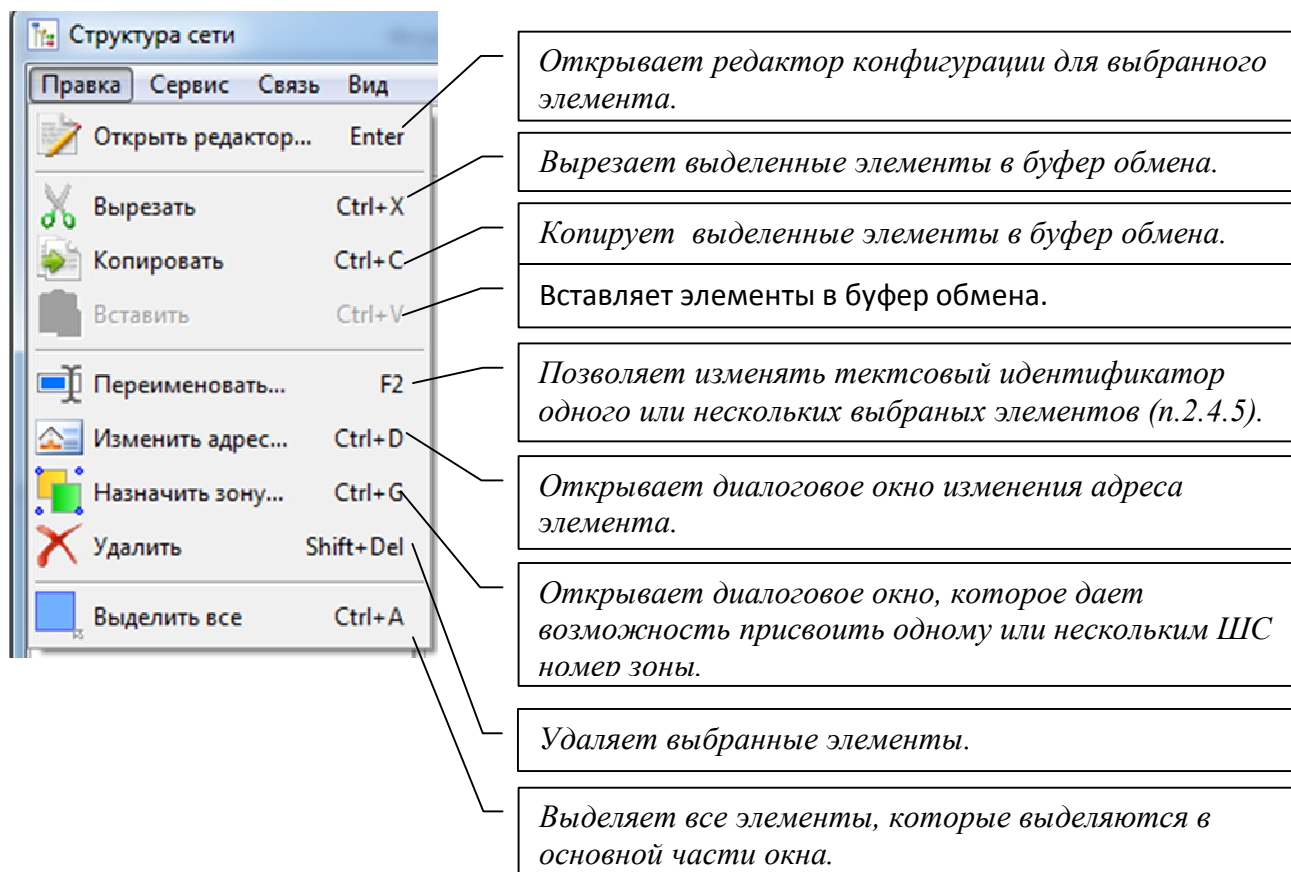 Структура сети
Правка Сервис Связь Вид
Открыть редактор... Enter
Вырезать Ctrl+X
Копировать Ctrl+C
Вставить Ctrl+V
Переименовать... F2
Изменить адрес... Ctrl+D
Назначить зону... Ctrl+G
Удалить Shift+Del
Выделить все Ctrl+A
Открывает редактор конфигурации для выбранного
элемента.
Вырезает выделенные элементы в буфер обмена.
Копирует выделенные элементы в буфер обмена.
Вставляет элементы в буфер обмена.
Позволяет изменять тектсовый идентификатор
одного или нескольких выбраных элементов (п.2.4.5).
Открывает диалоговое окно изменения адреса
элемента.
Открывает диалоговое окно, которое дает
возможность присвоить одному или нескольким ШС
номер зоны.
Удаляет выбранные элементы.
Выделяет все элементы, которые выделяются в
основной части окна.